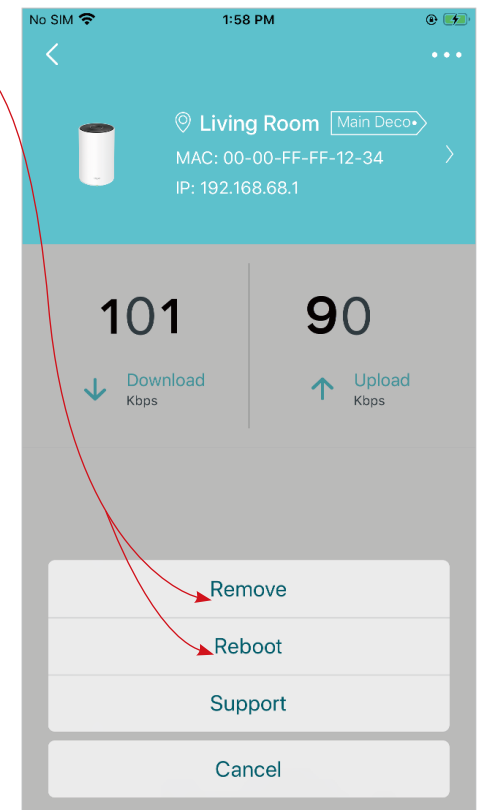 No SIM 1:58 PM
Living Room Main Deco
MAC: 00-00-FF-FF-12-34
IP: 192.168.68.1
101 90
Download Upload
Kbps Kbps
Remove
Reboot
Support
Cancel